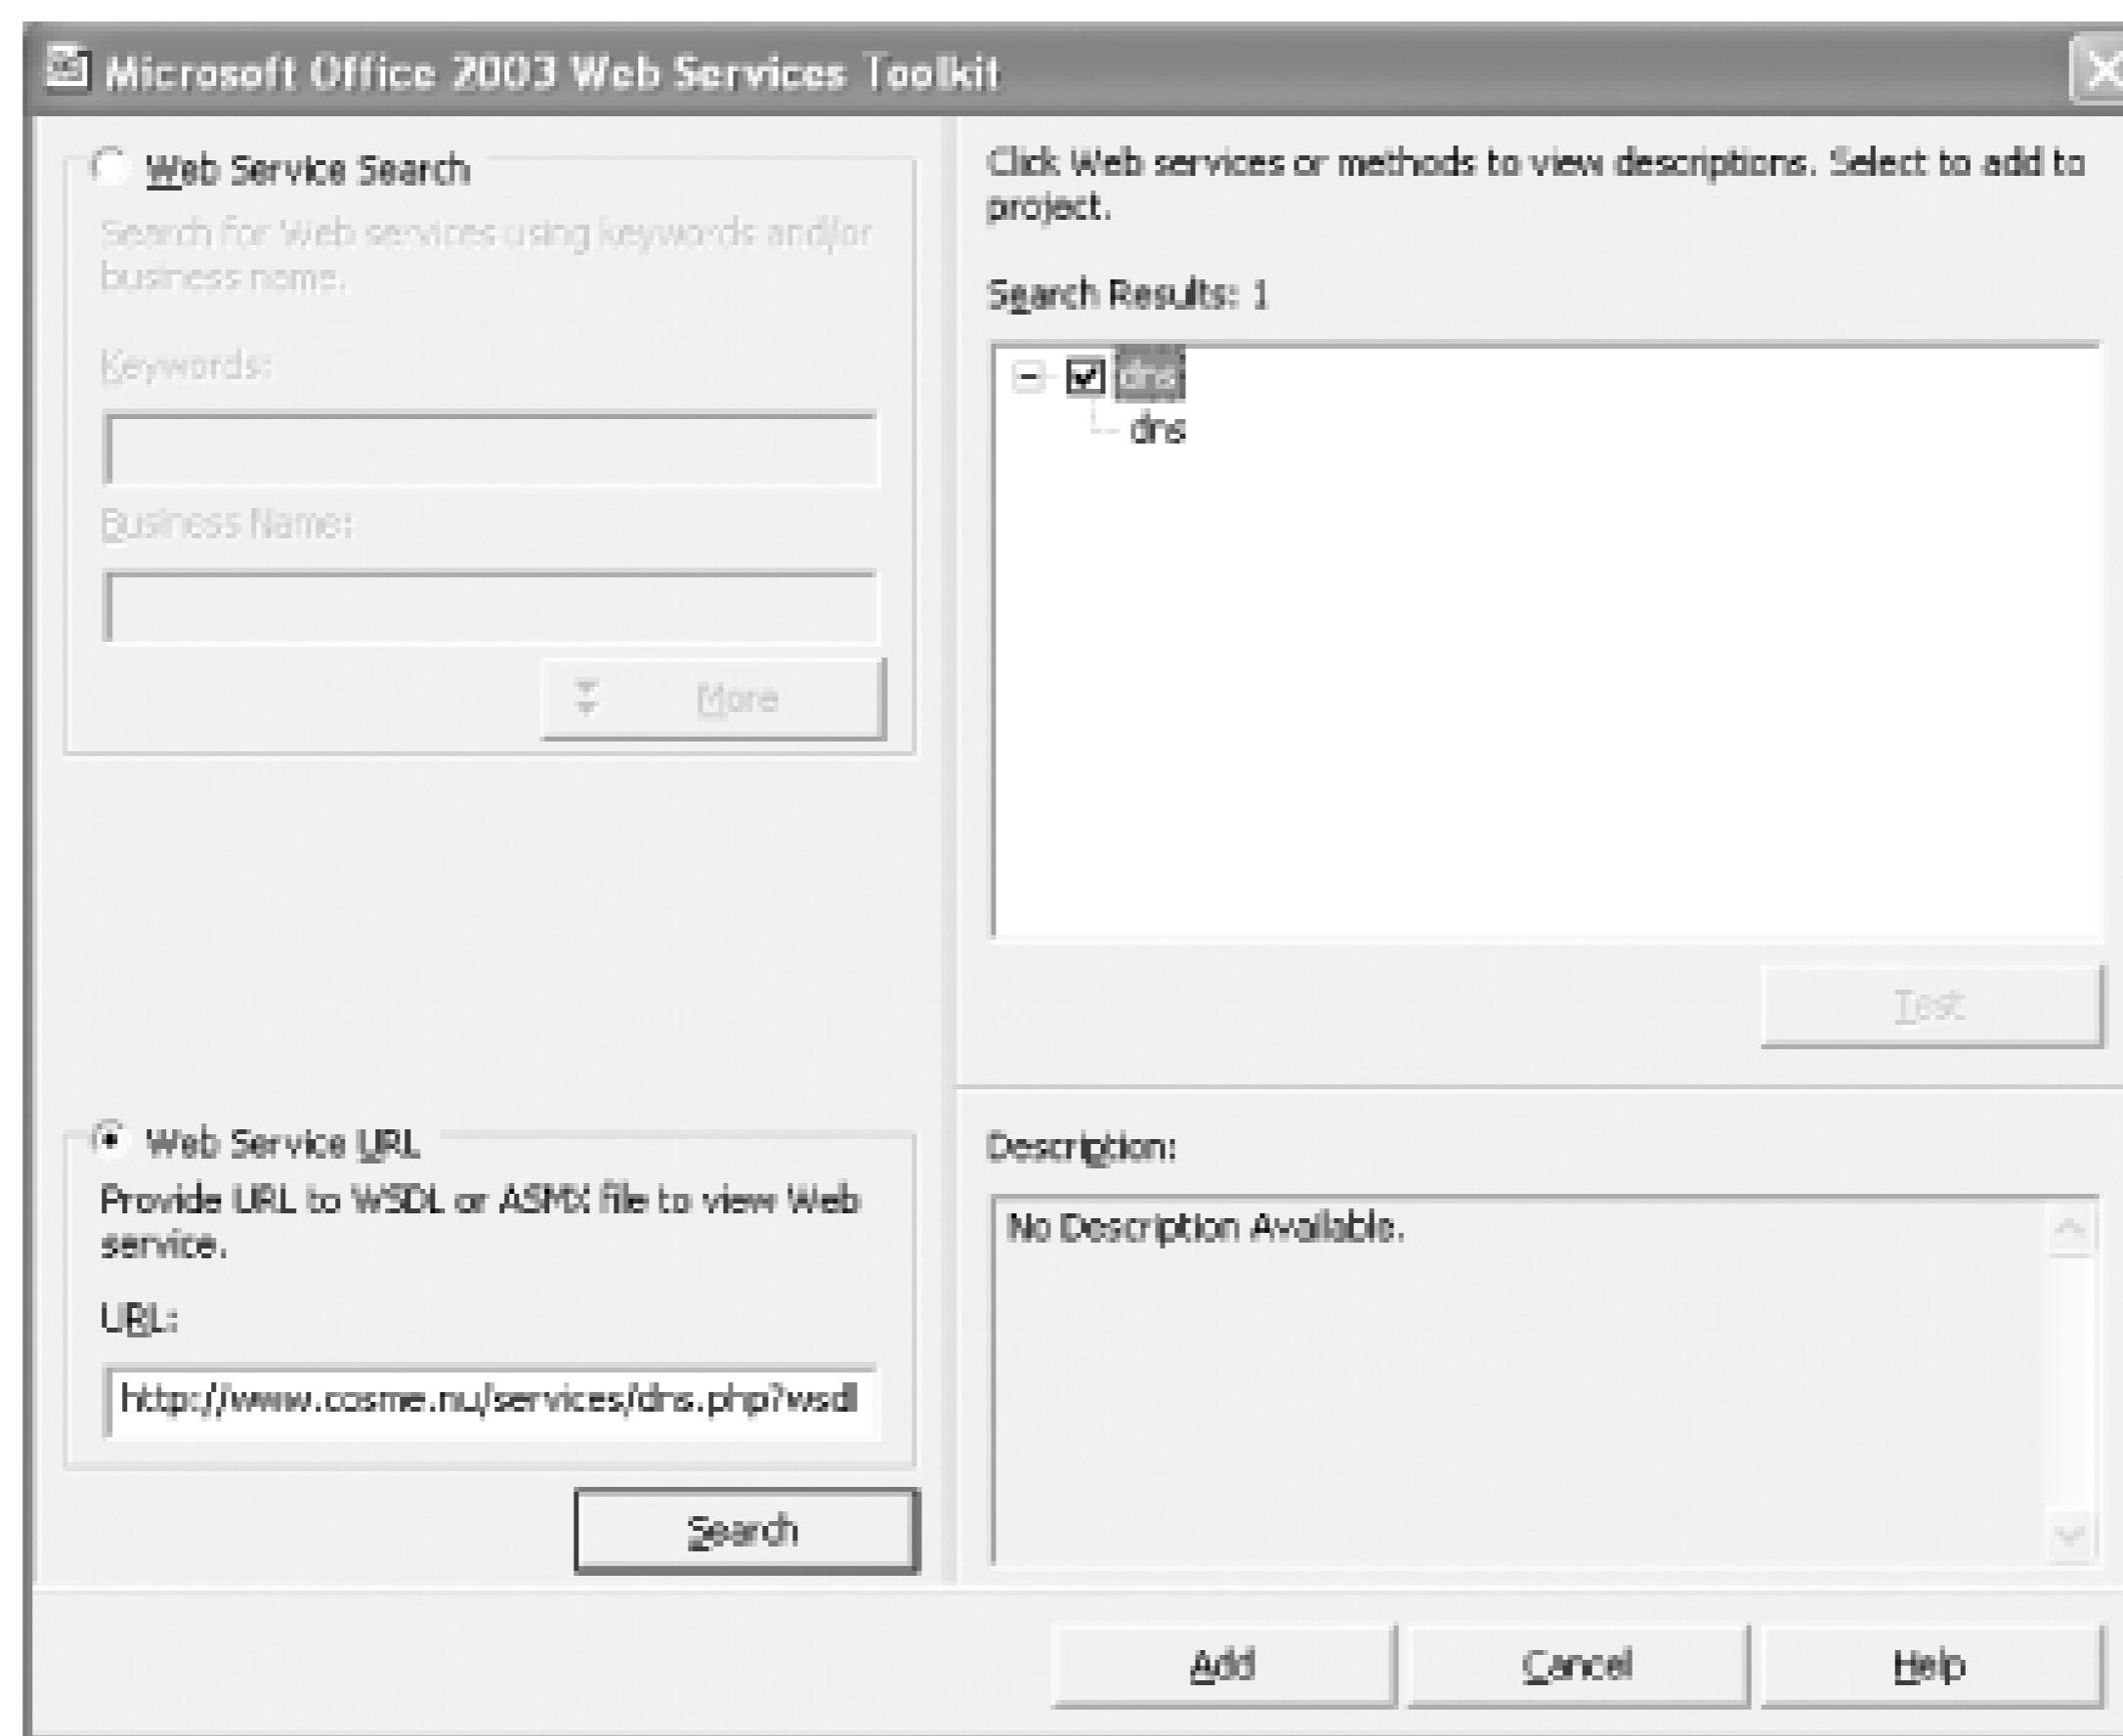 Microsoft Office 2003 Web Services Toolkit
Web Service Search
Search for Web services using keywords and/or
business name.
Keywords:
Business Name:
More
Web Service URL
Provide URL to WSDL or ASMX file to view Web
service.
URL:
http://www.cosme.nu/services/dns.php?wsdl
Search
Click Web services or methods to view descriptions. Select to add to
project.
Search Results: 1
dns
dns
Test
Description:
No Description Available.
Add
Cancel
Help